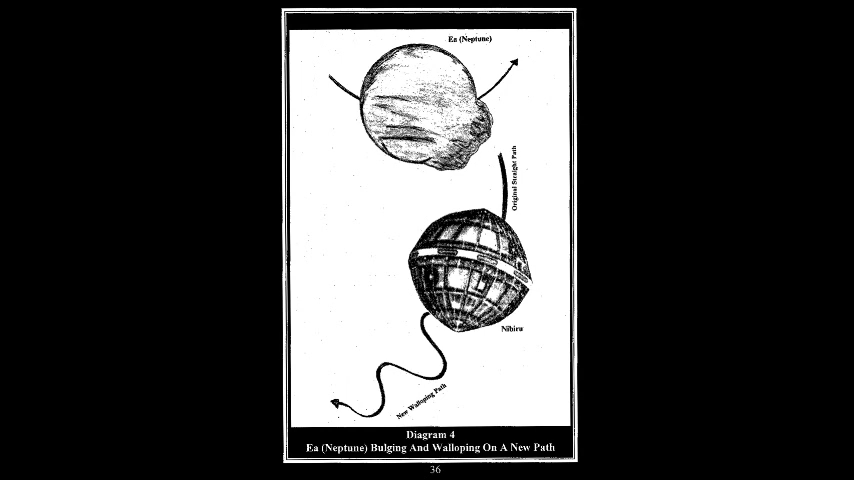 Ea (Neptune)
Original Straight Path
Nibiru
New Walloping Path
Diagram 4
Ea (Neptune) Bulging And Walloping On A New Path
36